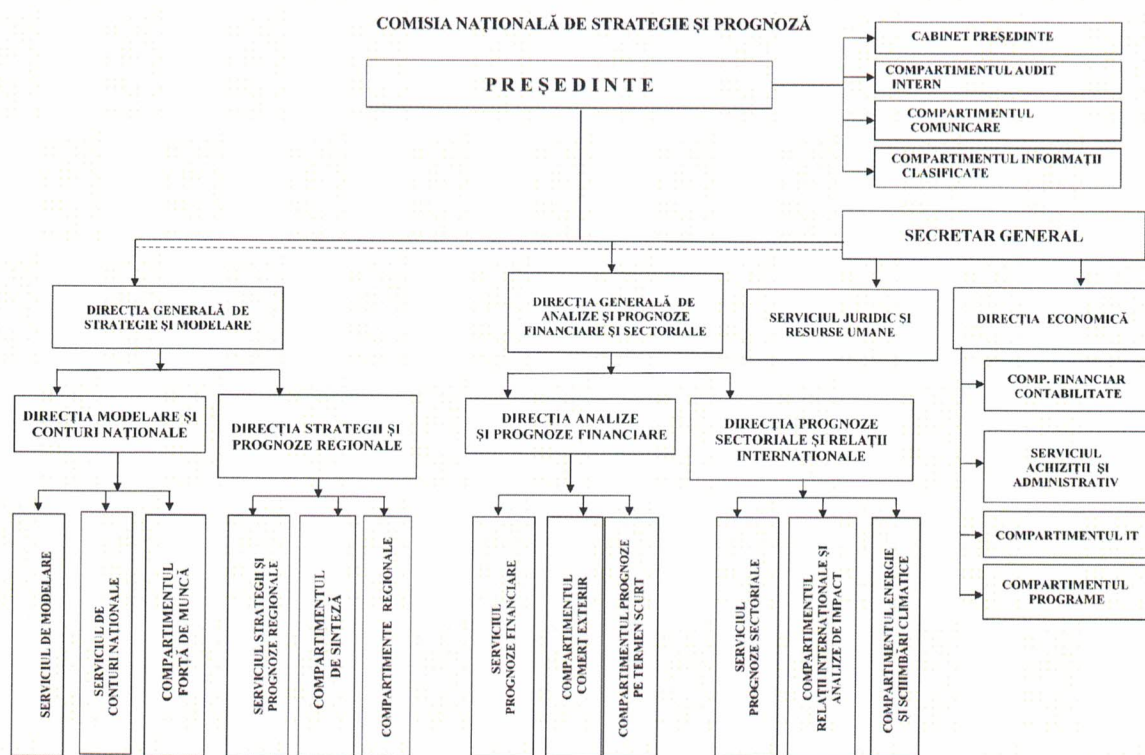 COMISIA NAȚIONALĂ DE STRATEGIE ȘI PROGNOZĂ
PREȘEDINTE
CABINET PREȘEDINTE
COMPARTIMENTUL AUDIT
INTERN
COMPARTIMENTUL
COMUNICARE
COMPARTIMENTUL INFORMAȚII
CLASIFICATE
SECRETAR GENERAL
DIRECȚIA GENERALĂ DE
STRATEGIE ȘI MODELARE
DIRECȚIA GENERALĂ DE
ANALIZE ȘI PROGNOZE
FINANCIARE ȘI SECTORIALE
SERVICIUL JURIDIC ȘI
RESURSE UMANE
DIRECȚIA ECONOMICĂ
DIRECȚIA MODELARE ȘI
CONTURI NAȚIONALE
DIRECȚIA STRATEGII ȘI
PROGNOZE REGIONALE
DIRECȚIA ANALIZE
ȘI PROGNOZE FINANCIARE
DIRECȚIA PROGNOZE
SECTORIALE ȘI RELAȚII
INTERNAȚIONALE
COMP. FINANCIAR
CONTABILITATE
SERVICIUL
ACHIZIȚII ȘI
ADMINISTRATIV
COMPARTIMENTUL IT
COMPARTIMENTUL
PROGRAME
SERVICIUL DE MODELARE
SERVICIUL DE
CONTURI NAȚIONALE
COMPARTIMENTUL
FORȚĂ DE MUNCĂ
SERVICIUL STRATEGII ȘI
PROGNOZE REGIONALE
COMPARTIMENTUL
DE SINTEZĂ
COMPARTIMENTE REGIONALE
SERVICIUL
PROGNOZE FINANCIARE
COMPARTIMENTUL
COMERȚ EXTERIR
COMPARTIMENTUL PROGNOZE
PE TERMEN SCURT
SERVICIUL
PROGNOZE SECTORIALE
COMPARTIMENTUL
RELAȚII INTERNAȚIONALE ȘI
ANALIZE DE IMPACT
COMPARTIMENTUL ENERGIE
ȘI SCHIMBĂRI CLIMATICE